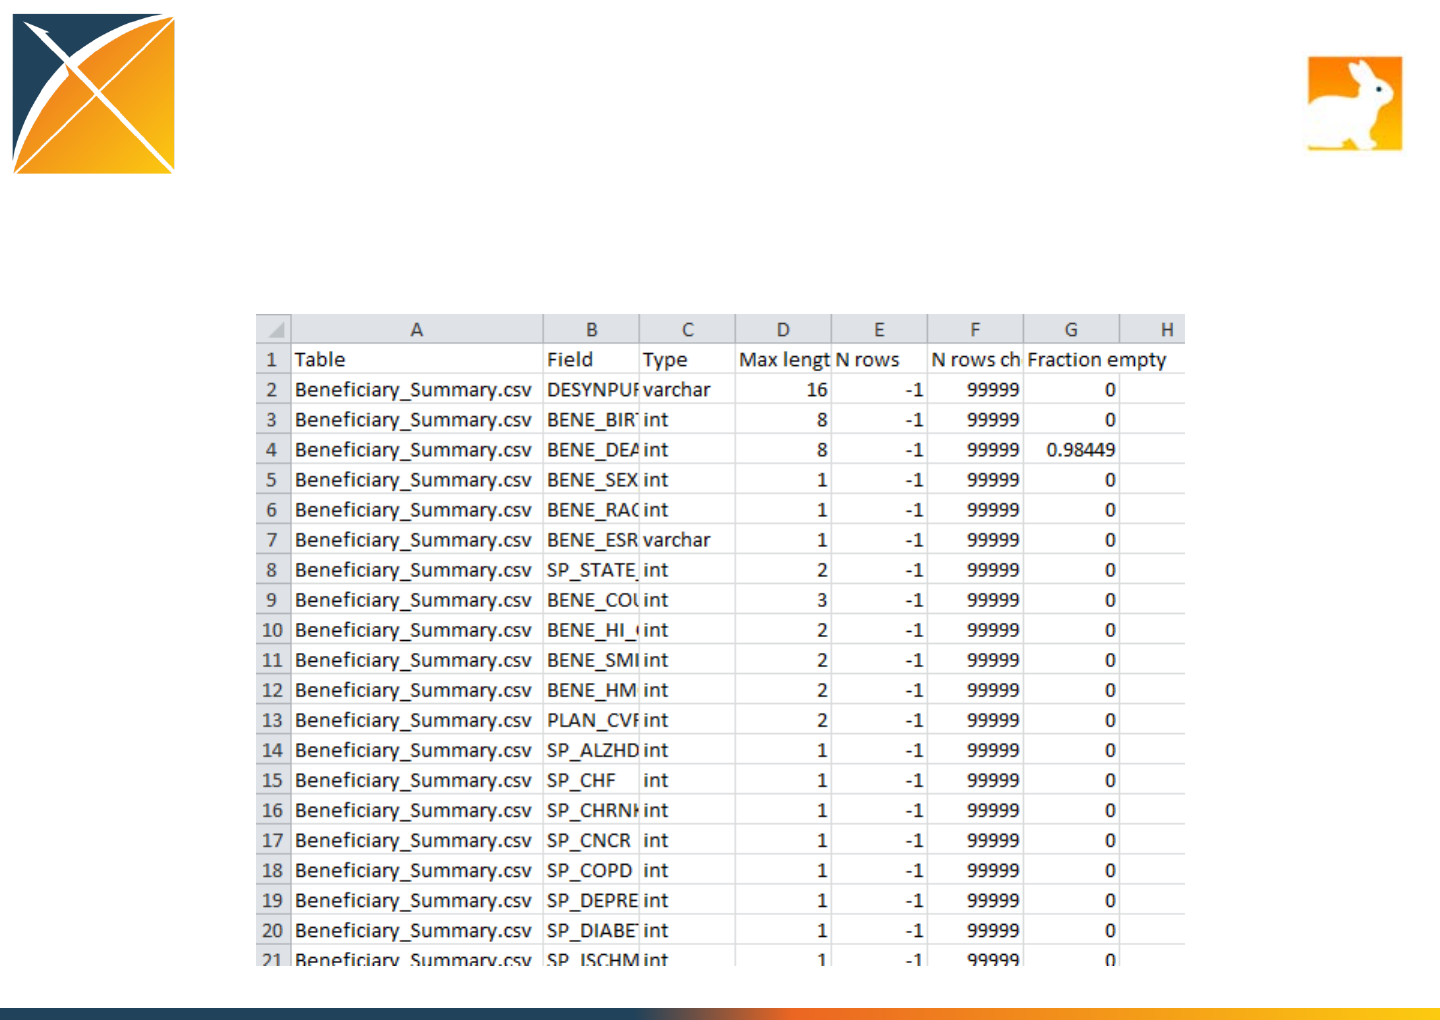 A B C D E F G H
1 Table Field Type Max lengt N rows N rows ch Fraction empty
2 Beneficiary_Summary.csv DESYNPUF varchar 16 -1 99999 0
3 Beneficiary_Summary.csv BENE_BIRT int 8 -1 99999 0
4 Beneficiary_Summary.csv BENE_DEA int 8 -1 99999 0.98449
5 Beneficiary_Summary.csv BENE_SEX int 1 -1 99999 0
6 Beneficiary_Summary.csv BENE_RAC int 1 -1 99999 0
7 Beneficiary_Summary.csv BENE_ESR varchar 1 -1 99999 0
8 Beneficiary_Summary.csv SP_STATE_ int 2 -1 99999 0
9 Beneficiary_Summary.csv BENE_COU int 3 -1 99999 0
10 Beneficiary_Summary.csv BENE_HI_ int 2 -1 99999 0
11 Beneficiary_Summary.csv BENE_SMI int 2 -1 99999 0
12 Beneficiary_Summary.csv BENE_HM int 2 -1 99999 0
13 Beneficiary_Summary.csv PLAN_CVR int 2 -1 99999 0
14 Beneficiary_Summary.csv SP_ALZHD int 1 -1 99999 0
15 Beneficiary_Summary.csv SP_CHF int 1 -1 99999 0
16 Beneficiary_Summary.csv SP_CHRNK int 1 -1 99999 0
17 Beneficiary_Summary.csv SP_CNCR int 1 -1 99999 0
18 Beneficiary_Summary.csv SP_COPD int 1 -1 99999 0
19 Beneficiary_Summary.csv SP_DEPRE int 1 -1 99999 0
20 Beneficiary_Summary.csv SP_DIABET int 1 -1 99999 0
21 Beneficiary_Summary.csv SP_ISCHM int 1 -1 99999 0